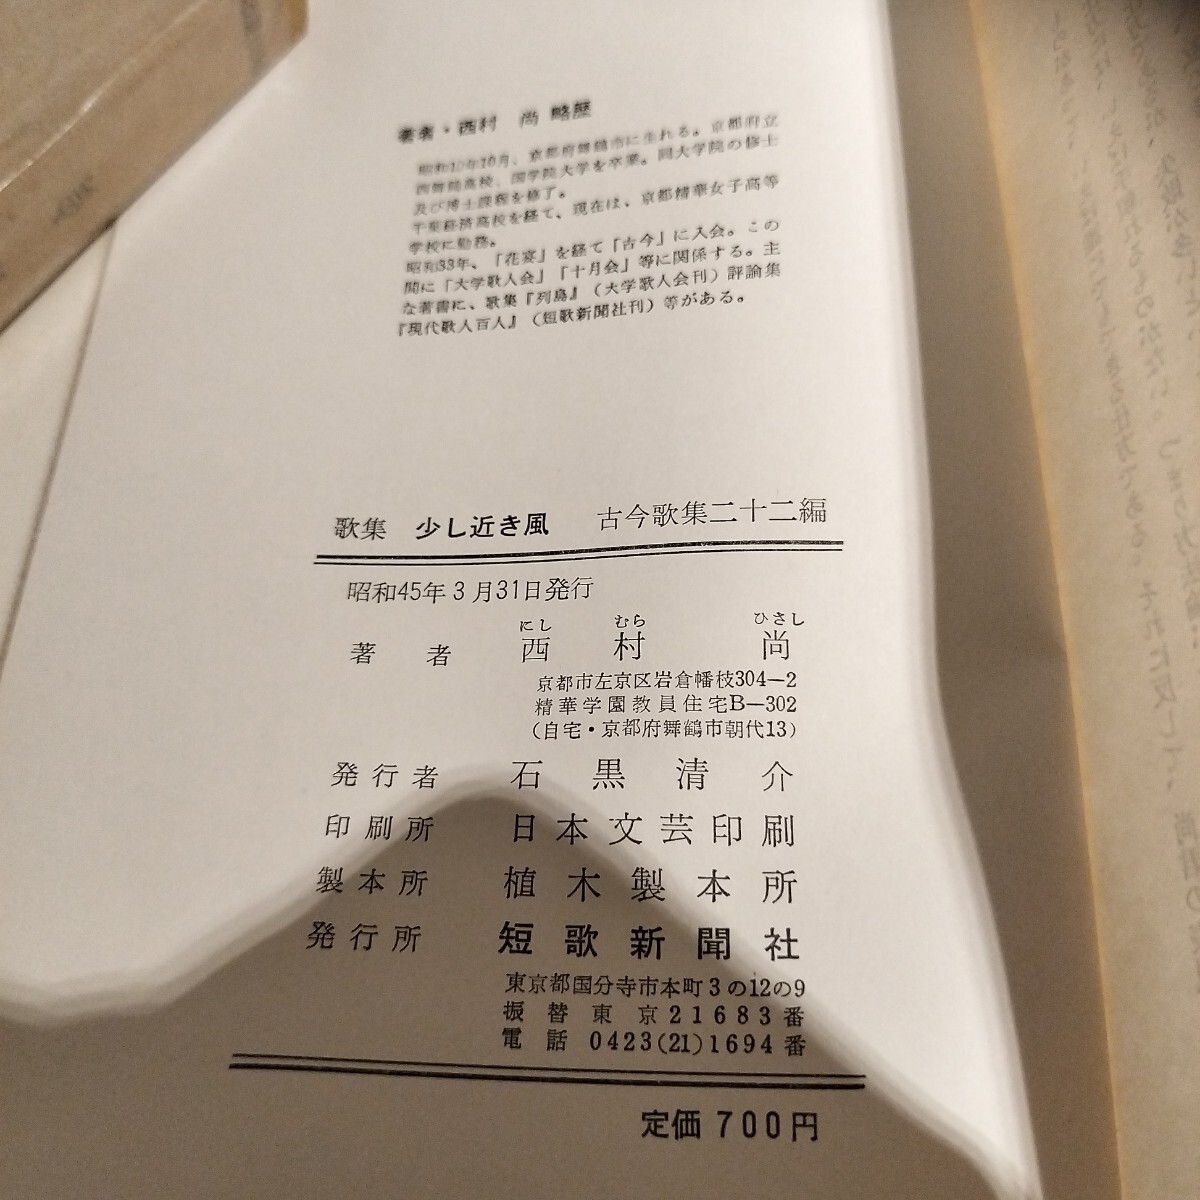 著者・西村　尚 略歴
昭和10年10月、京都府舞鶴市に生れる。京都府立
西舞鶴高校、国学院大学を卒業。同大学院の修士
及び博士課程を修了。
千葉経済高校を経て、現在は、京都精華女子高等
学校に勤務。
昭和33年、「花宴」を経て「古今」に入会。この
間に「大学歌人会」「十月会」等に関係する。主
な著書に、歌集『列島』（大学歌人会刊）評論集
『現代歌人百人』（短歌新聞社刊）等がある。
歌集　少し近き風　古今歌集二十二編
昭和45年3月31日発行
にし　むら　ひさし
著者　西村　尚
京都市左京区岩倉幡枝304―2
精華学園教員住宅B―302
（自宅・京都府舞鶴市朝代13）
発行者　石黒清介
印刷所　日本文芸印刷
製本所　植木製本所
発行所　短歌新聞社
東京都国分寺市本町3の12の9
振替東京21683番
電話　0423(21)1694番
定価700円